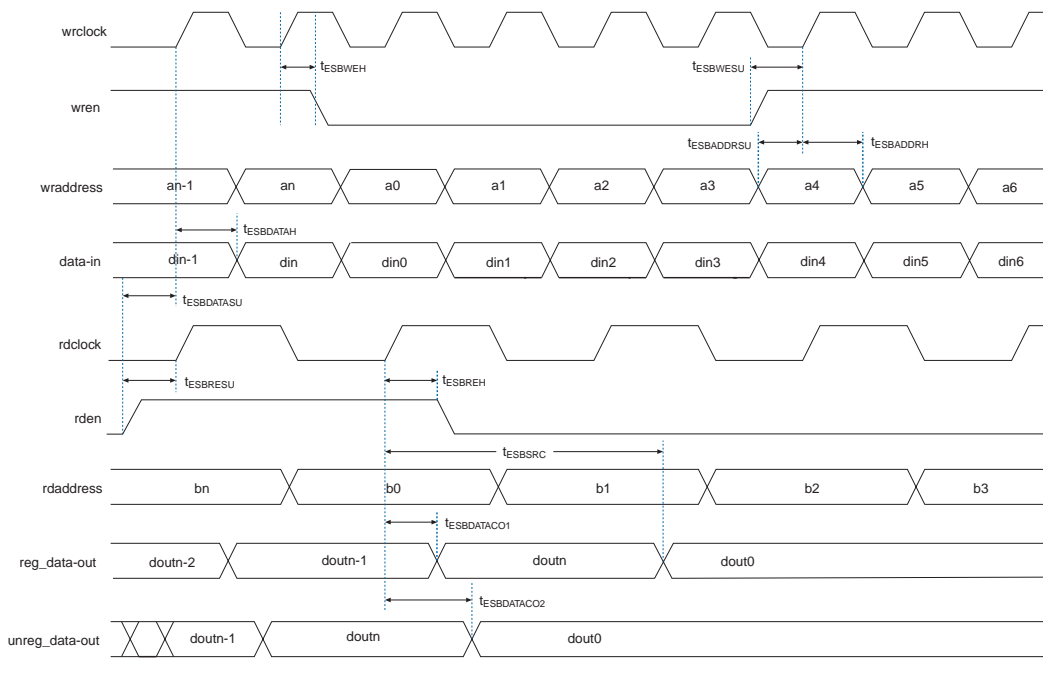 wrclock
tESBWEH tESBWESU
wren
tESBADDRSU tESBADDRH
wraddress an-1 an a0 a1 a2 a3 a4 a5 a6
tESBDATAH
data-in din-1 din din0 din1 din2 din3 din4 din5 din6
tESBDATASU
rdclock
tESBRESU tESBREH
rden
tESBSRC
rdaddress bn b0 b1 b2 b3
tESBDATACO1
reg_data-out doutn-2 doutn-1 doutn dout0
tESBDATACO2
unreg_data-out doutn-1 doutn dout0